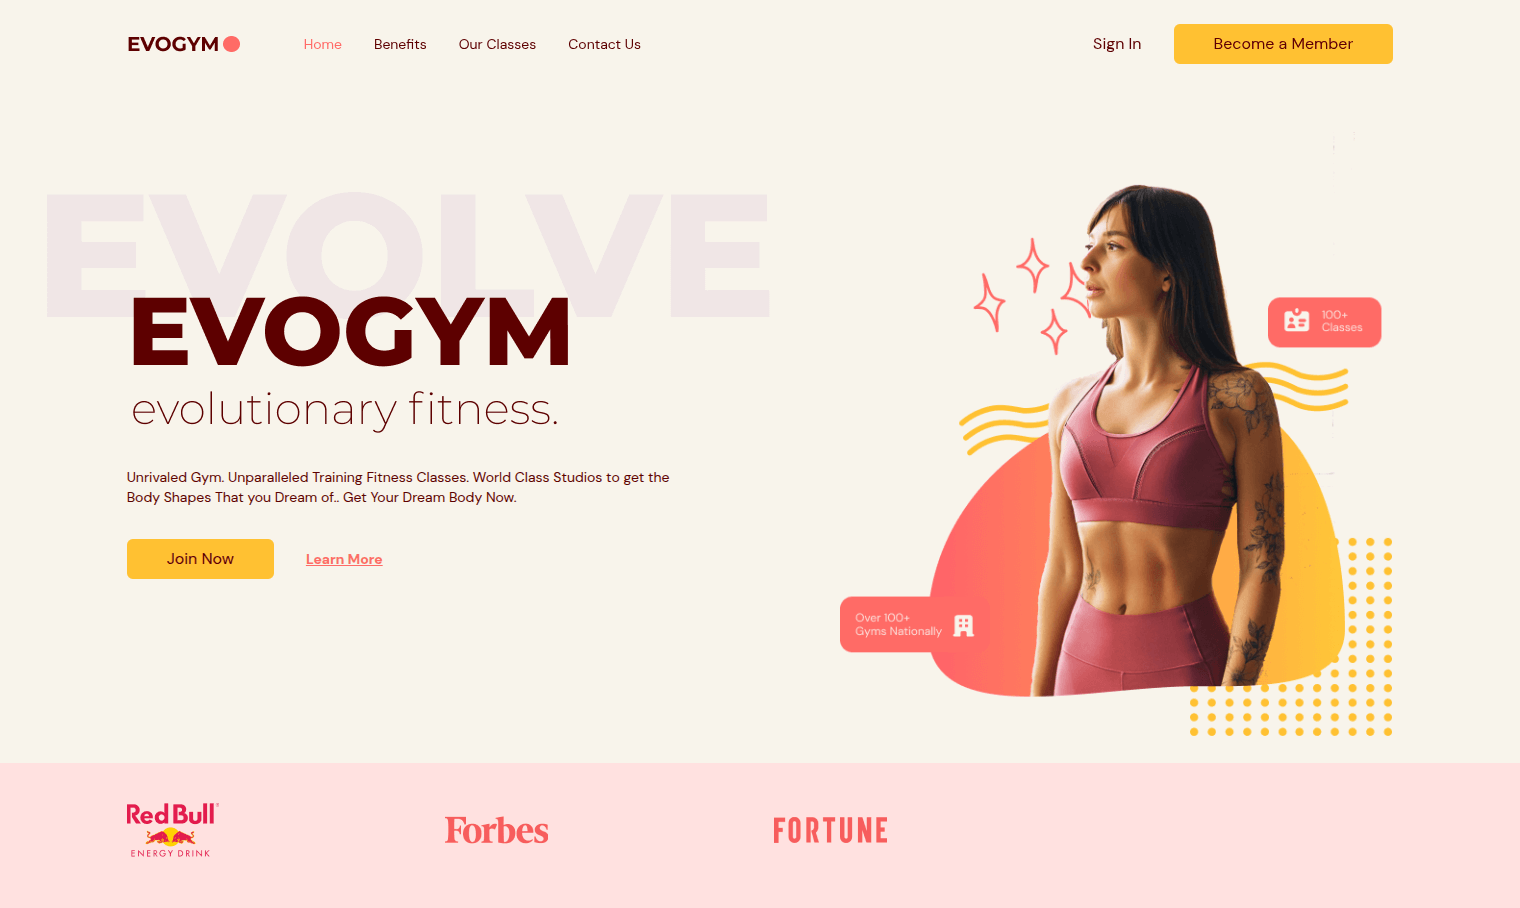 EVOGYM
Home
Benefits
Our Classes
Contact Us
Sign In
Become a Member
EVOLVE
EVOGYM
evolutionary fitness.
Unrivaled Gym. Unparalleled Training Fitness Classes. World Class Studios to get the
Body Shapes That you Dream of.. Get Your Dream Body Now.
Join Now
Learn More
100+
Classes
Over 100+
Gyms Nationally
Red Bull
ENERGY DRINK
Forbes
FORTUNE